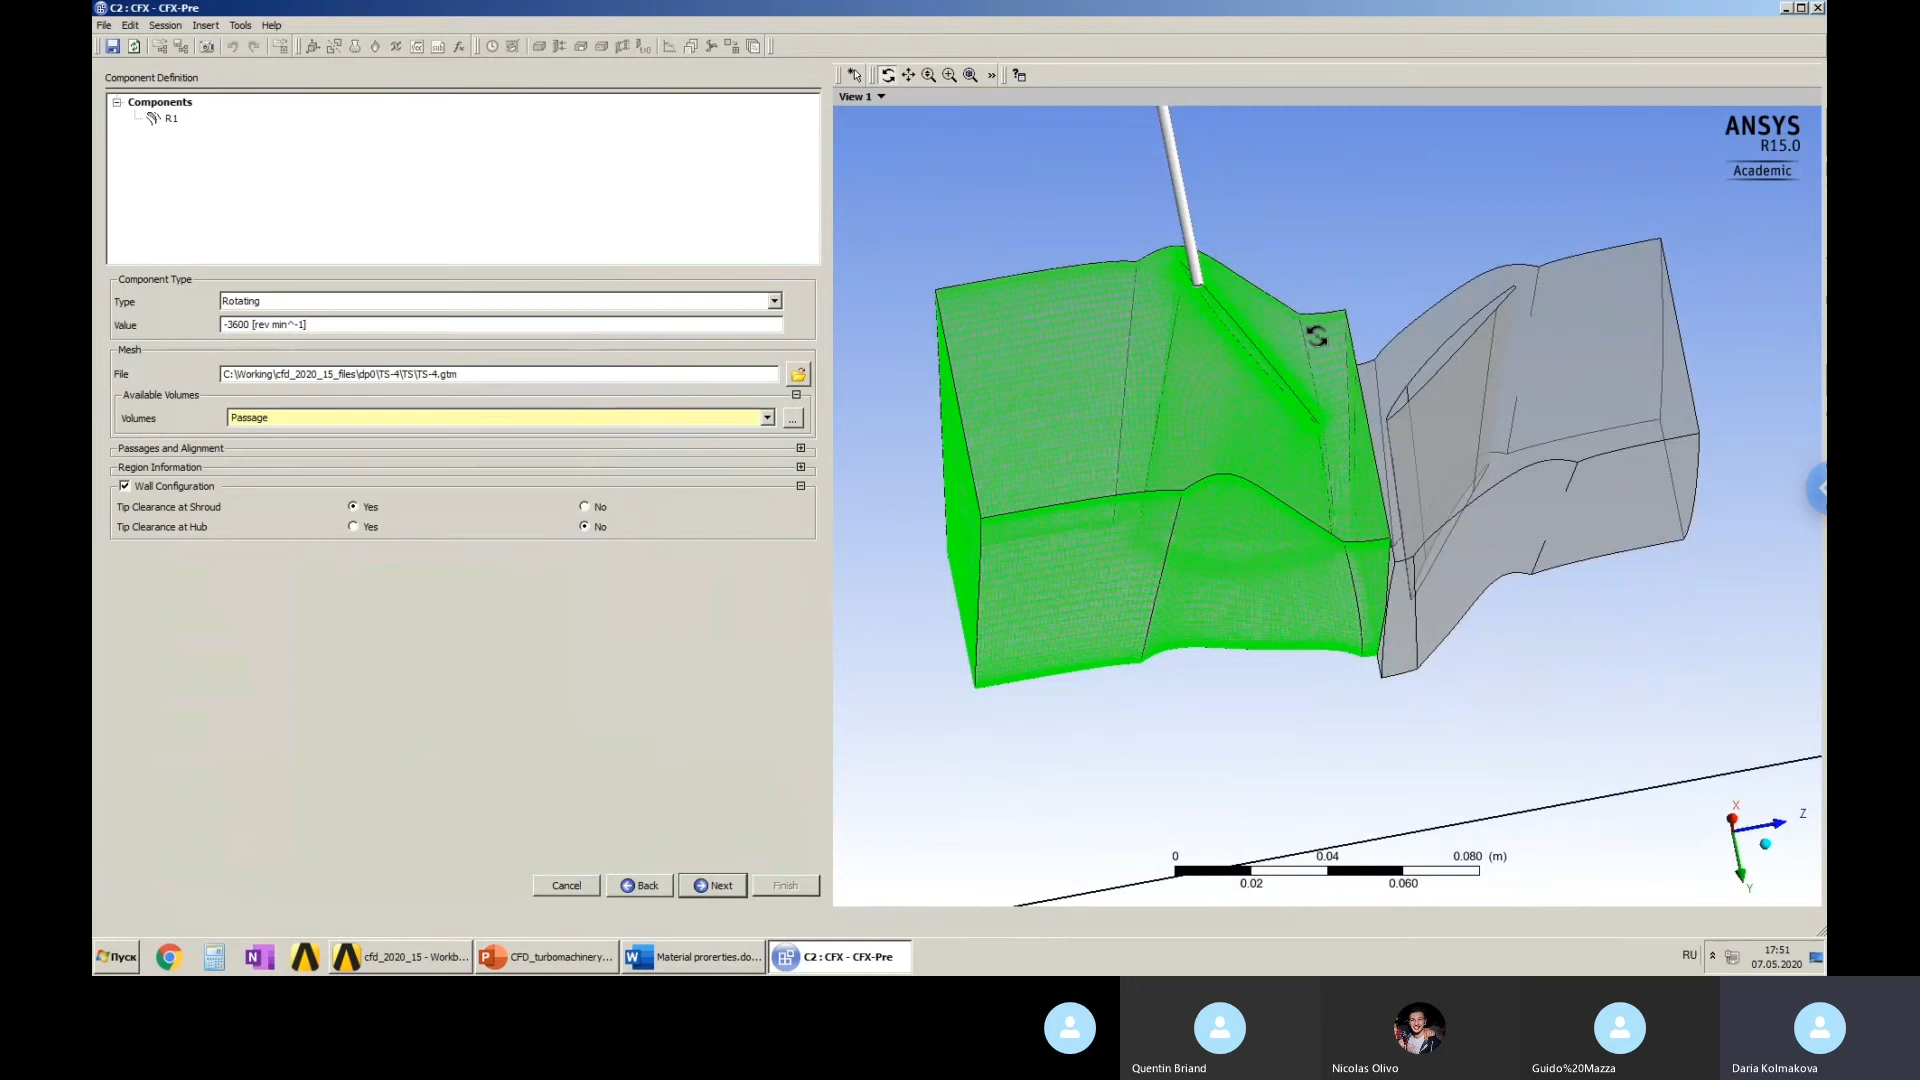 C2 : CFX - CFX-Pre
File Edit Session Insert Tools Help
Component Definition
Components
R1
Component Type
Type Rotating
Value -3600 [rev min^-1]
Mesh
File C:\Working\cfd_2020_15_files\dp0\TS-4\TS\TS-4.gtm
Available Volumes
Volumes Passage ...
Passages and Alignment
Region Information
Wall Configuration
Tip Clearance at Shroud Yes No
Tip Clearance at Hub Yes No
Cancel Back Next Finish
View 1
ANSYS
R15.0
Academic
0 0.04 0.080 (m)
0.02 0.060
X
Z
Y
Пуск
cfd_2020_15 - Workb...
CFD_turbomachinery...
Material prorerties.do...
C2 : CFX - CFX-Pre
RU
17:51
07.05.2020
Quentin Briand
Nicolas Olivo
Guido%20Mazza
Daria Kolmakova